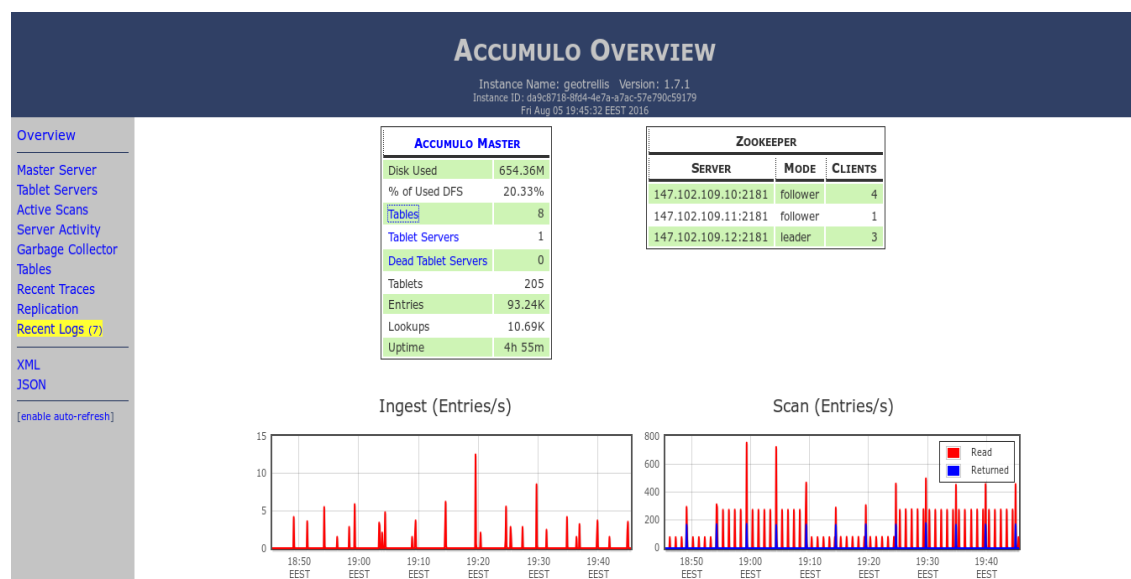 ACCUMULO OVERVIEW
Instance Name: geotrellis Version: 1.7.1
Instance ID: da9c8718-8fd4-4e7a-a7ac-57e790c59179
Fri Aug 05 19:45:32 EEST 2016
Overview
Master Server
Tablet Servers
Active Scans
Server Activity
Garbage Collector
Tables
Recent Traces
Replication
Recent Logs (7)
XML
JSON
[enable auto-refresh]
ACCUMULO MASTER
Disk Used 654.36M
% of Used DFS 20.33%
Tables 8
Tablet Servers 1
Dead Tablet Servers 0
Tablets 205
Entries 93.24K
Lookups 10.69K
Uptime 4h 55m
ZOOKEEPER
SERVER MODE CLIENTS
147.102.109.10:2181 follower 4
147.102.109.11:2181 follower 1
147.102.109.12:2181 leader 3
Ingest (Entries/s)
15
10
5
0
18:50 19:00 19:10 19:20 19:30 19:40
EEST EEST EEST EEST EEST EEST
Scan (Entries/s)
800
600
400
200
0
Read
Returned
18:50 19:00 19:10 19:20 19:30 19:40
EEST EEST EEST EEST EEST EEST